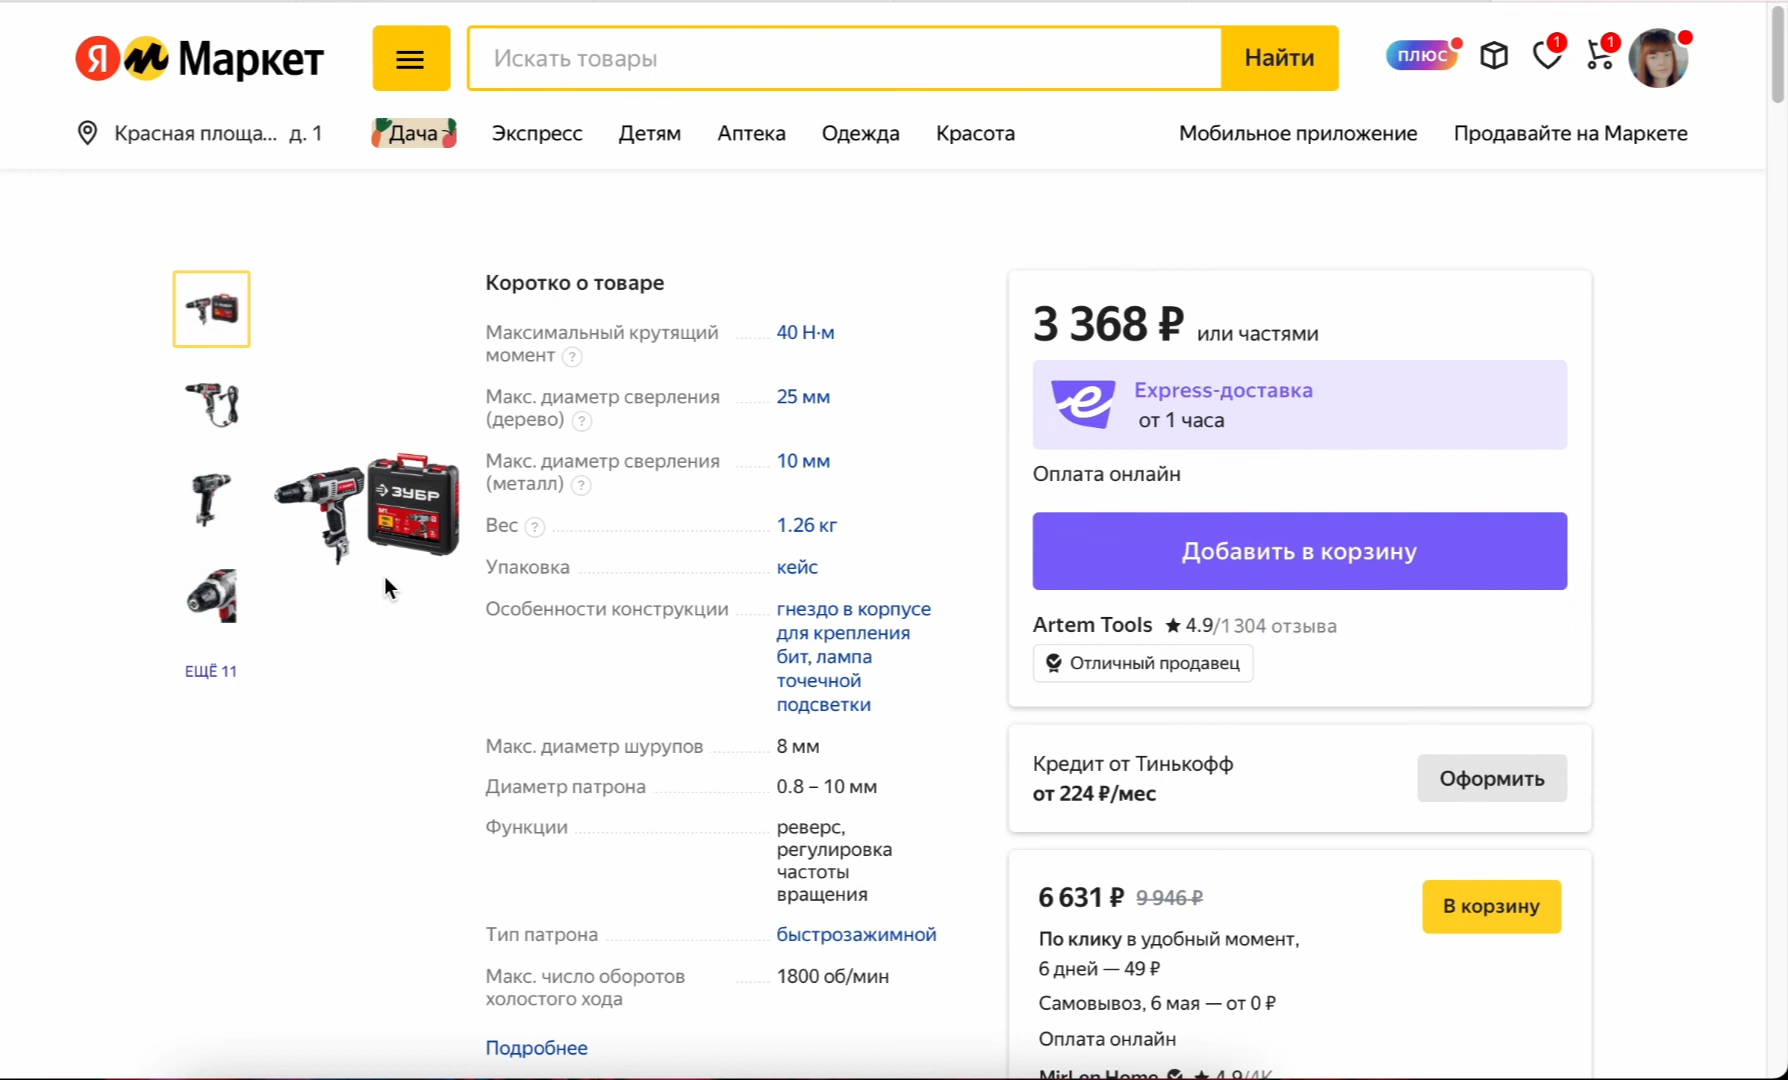 Я Маркет
Искать товары
Найти
плюс
1
1
Красная площа... д. 1
Дача
Экспресс
Детям
Аптека
Одежда
Красота
Мобильное приложение
Продавайте на Маркете
ЗУБР
ЕЩЁ 11
Коротко о товаре
Максимальный крутящий
момент ?
40 Н·м
Макс. диаметр сверления
(дерево) ?
25 мм
Макс. диаметр сверления
(металл) ?
10 мм
Вес ?
1.26 кг
Упаковка
кейс
Особенности конструкции
гнездо в корпусе
для крепления
бит, лампа
точечной
подсветки
Макс. диаметр шурупов
8 мм
Диаметр патрона
0.8 – 10 мм
Функции
реверс,
регулировка
частоты
вращения
Тип патрона
быстрозажимной
Макс. число оборотов
холостого хода
1800 об/мин
Подробнее
3 368 ₽ или частями
Express-доставка
от 1 часа
Оплата онлайн
Добавить в корзину
Artem Tools ★ 4.9/1 304 отзыва
Отличный продавец
Кредит от Тинькофф
от 224 ₽/мес
Оформить
6 631 ₽ 9 946 ₽
В корзину
По клику в удобный момент,
6 дней — 49 ₽
Самовывоз, 6 мая — от 0 ₽
Оплата онлайн
MirLen Home ★ 4.9/4K